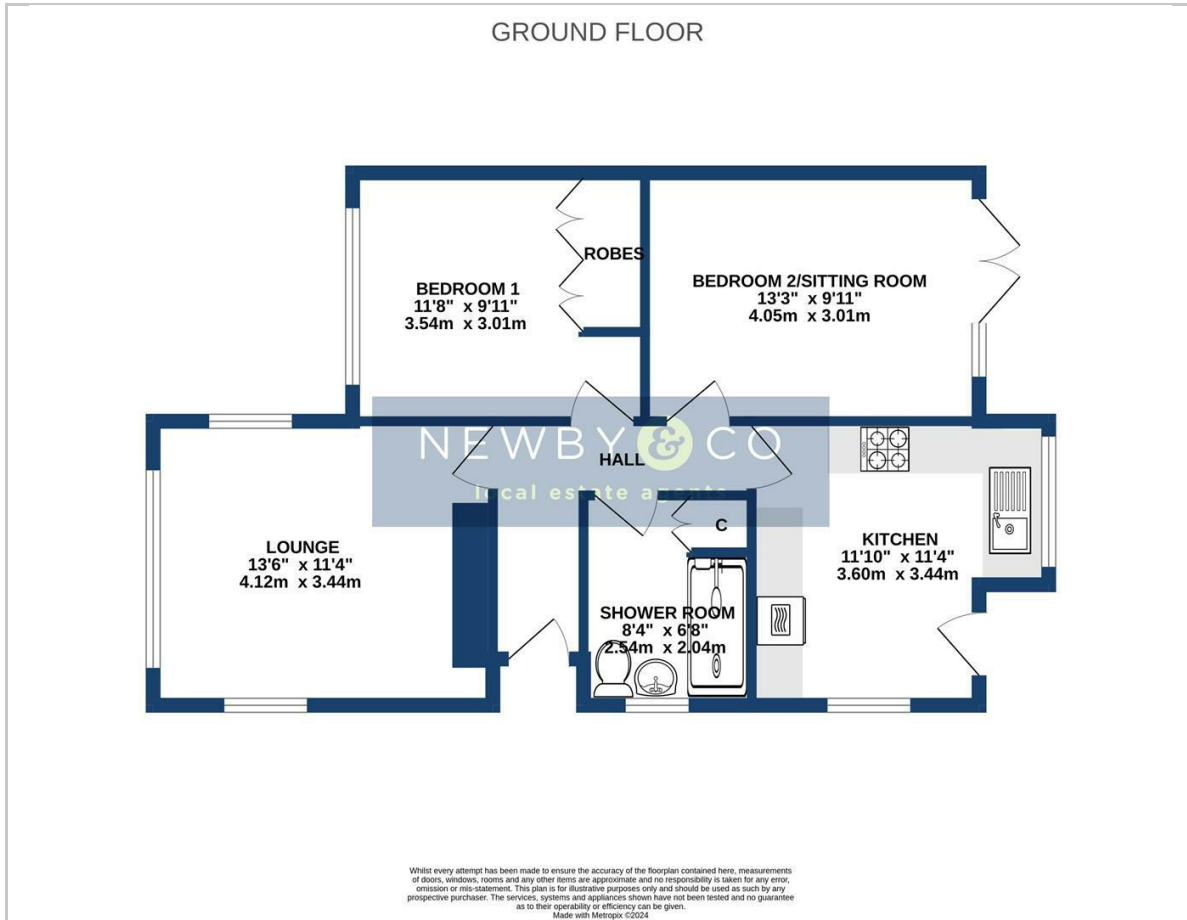 GROUND FLOOR
ROBES
BEDROOM 1
11'8" x 9'11"
3.54m x 3.01m
BEDROOM 2/SITTING ROOM
13'3" x 9'11"
4.05m x 3.01m
NEWBY & CO
HALL
local estate agents
C
LOUNGE
13'6" x 11'4"
4.12m x 3.44m
KITCHEN
11'10" x 11'4"
3.60m x 3.44m
SHOWER ROOM
8'4" x 6'8"
2.54m x 2.04m
Whilst every attempt has been made to ensure the accuracy of the floorplan contained here, measurements
of doors, windows, rooms and any other items are approximate and no responsibility is taken for any error,
omission or mis-statement. This plan is for illustrative purposes only and should be used as such by any
prospective purchaser. The services, systems and appliances shown have not been tested and no guarantee
as to their operability or efficiency can be given.
Made with Metropix ©2024